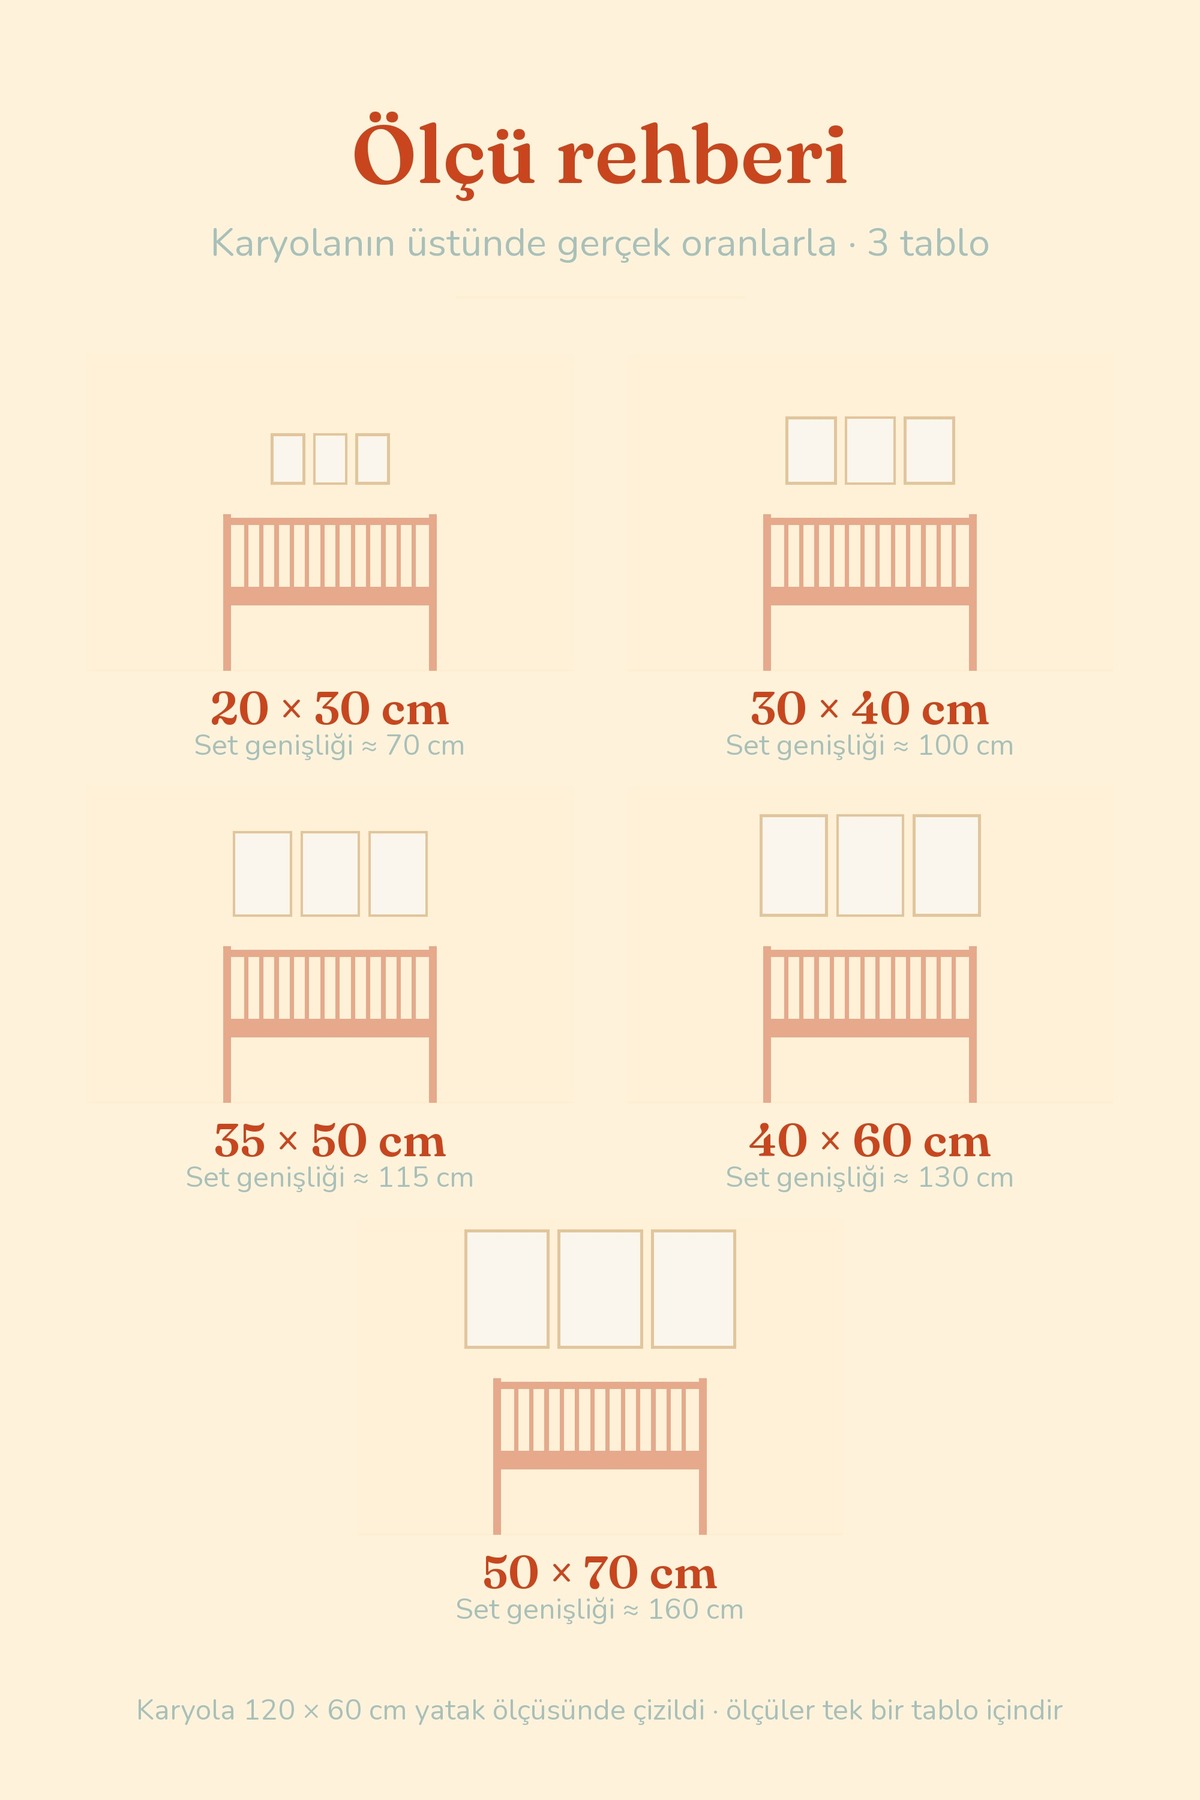 Ölçü rehberi
Karyolanın üstünde gerçek oranlarla · 3 tablo
20 × 30 cm
Set genişliği ≈ 70 cm
30 × 40 cm
Set genişliği ≈ 100 cm
35 × 50 cm
Set genişliği ≈ 115 cm
40 × 60 cm
Set genişliği ≈ 130 cm
50 × 70 cm
Set genişliği ≈ 160 cm
Karyola 120 × 60 cm yatak ölçüsünde çizildi · ölçüler tek bir tablo içindir